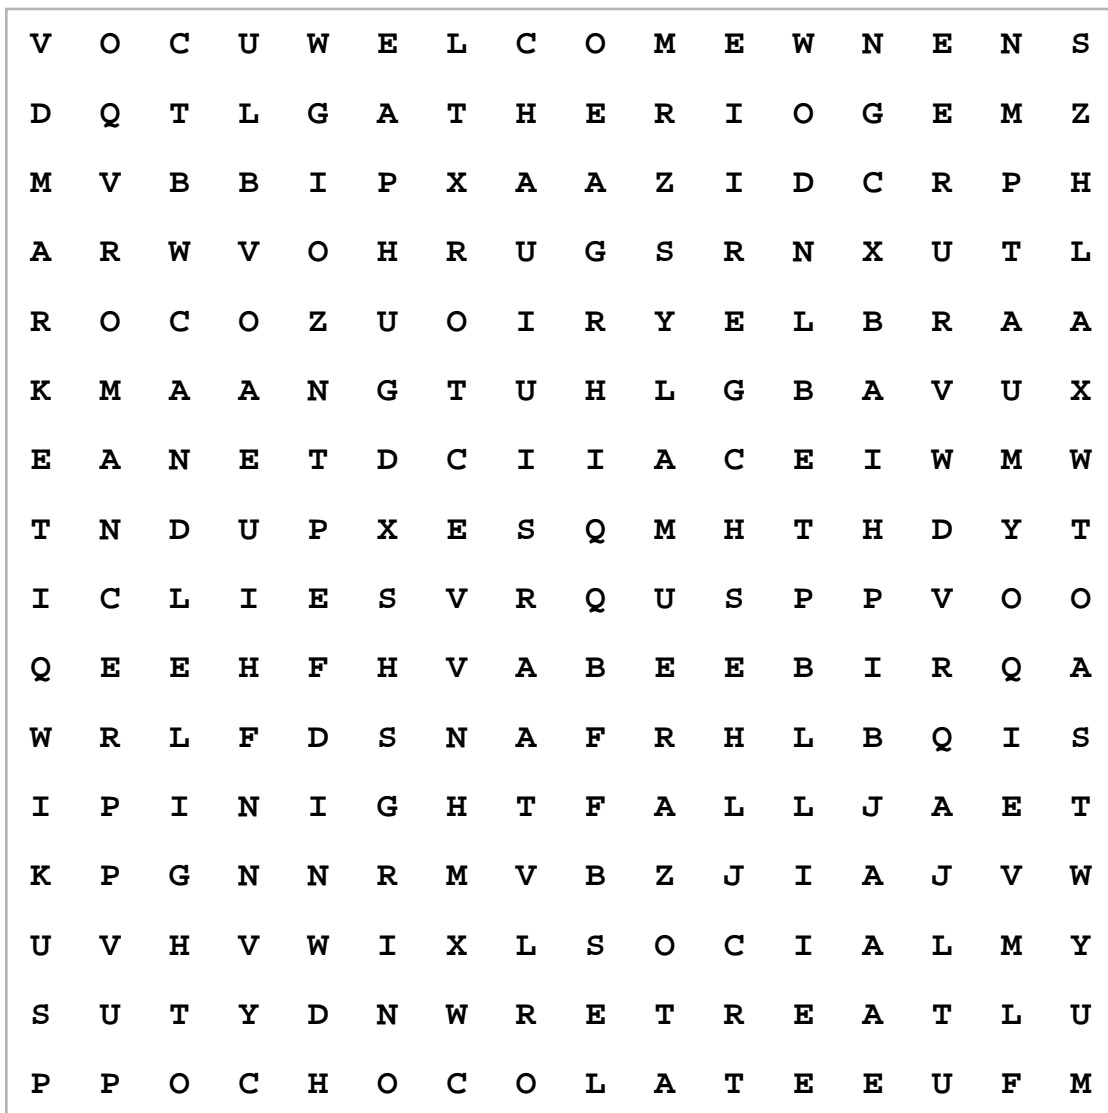 V O C U W E L C O M E W N E N S
D Q T L G A T H E R I O G E M Z
M V B B I P X A A Z I D C R P H
A R W V O H R U G S R N X U T L
R O C O Z U O I R Y E L B R A A
K M A A N G T U H L G B A V U X
E A N E T D C I I A C E I W M W
T N D U P X E S Q M H T H D Y T
I C L I E S V R Q U S P P V O O
Q E E H F H V A B E E B I R Q A
W R L F D S N A F R H L B Q I S
I P I N I G H T F A L L J A E T
K P G N N R M V B Z J I A J V W
U V H V W I X L S O C I A L M Y
S U T Y D N W R E T R E A T L U
P P O C H O C O L A T E E U F M